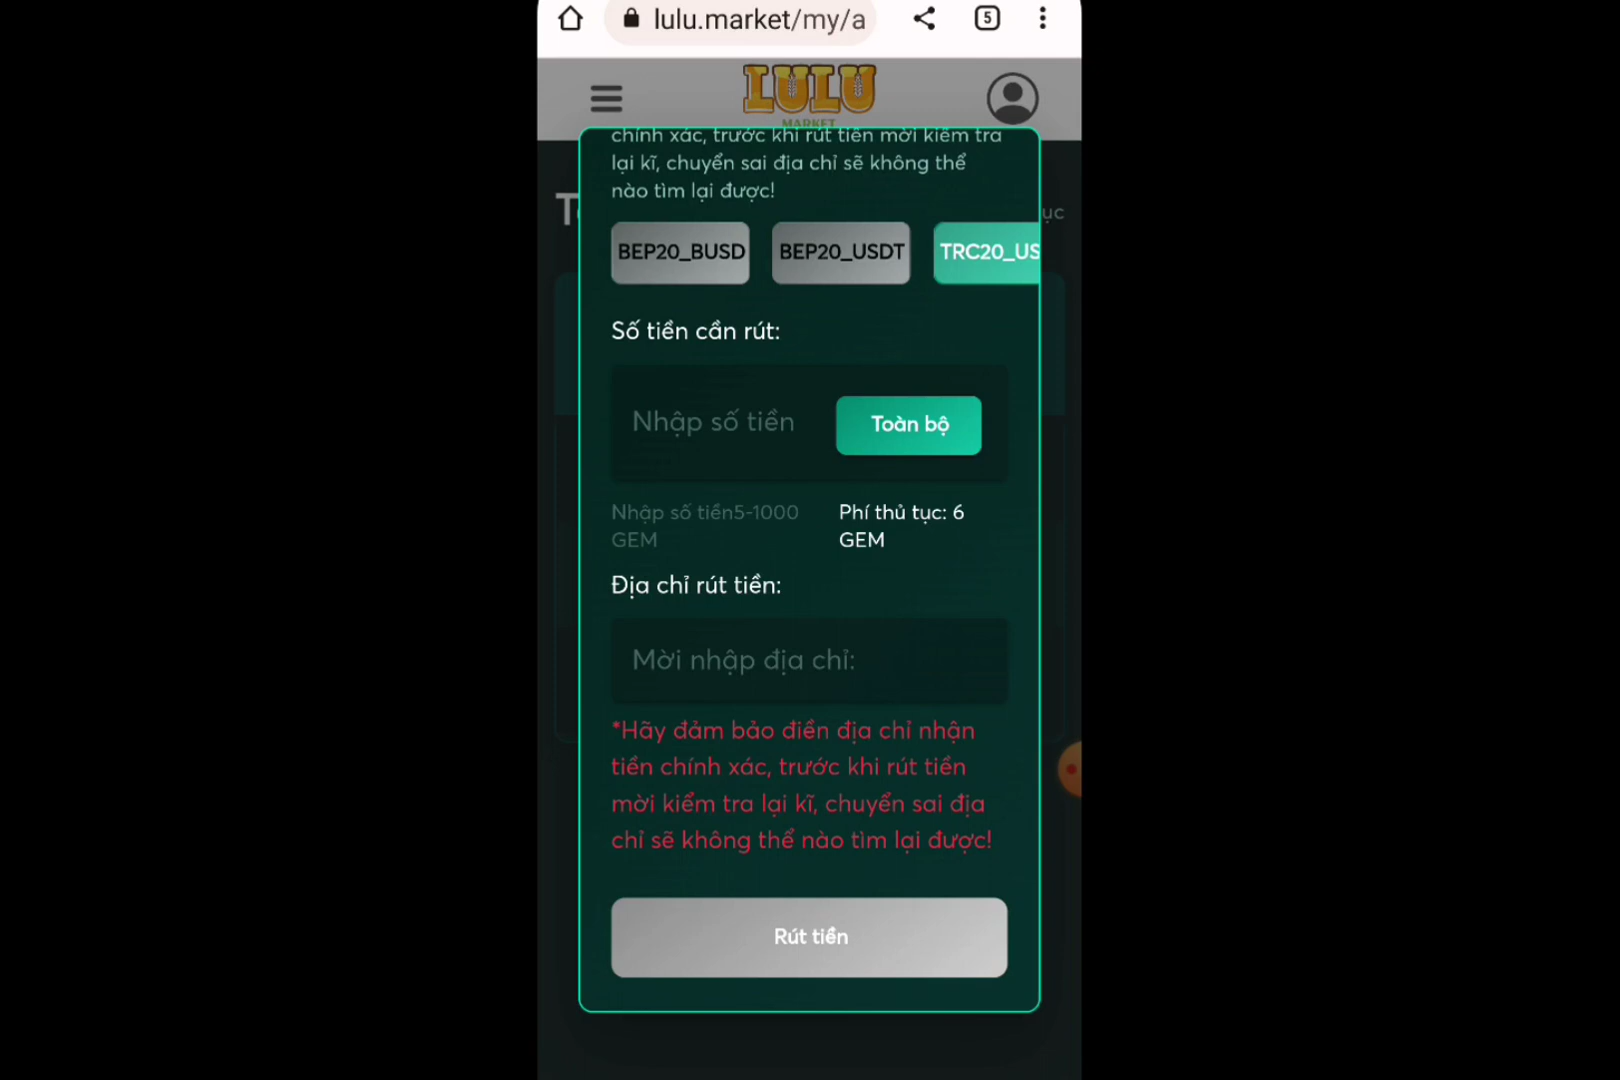 lulu.market/my/a
5
LULU
MARKET
chính xác, trước khi rút tiền mời kiểm tra
lại kĩ, chuyển sai địa chỉ sẽ không thể
nào tìm lại được!
ục
BEP20_BUSD BEP20_USDT TRC20_US
Số tiền cần rút:
Nhập số tiền
Toàn bộ
Nhập số tiền5-1000
GEM
Phí thủ tục: 6
GEM
Địa chỉ rút tiền:
Mời nhập địa chỉ:
*Hãy đảm bảo điền địa chỉ nhận
tiền chính xác, trước khi rút tiền
mời kiểm tra lại kĩ, chuyển sai địa
chỉ sẽ không thể nào tìm lại được!
Rút tiền